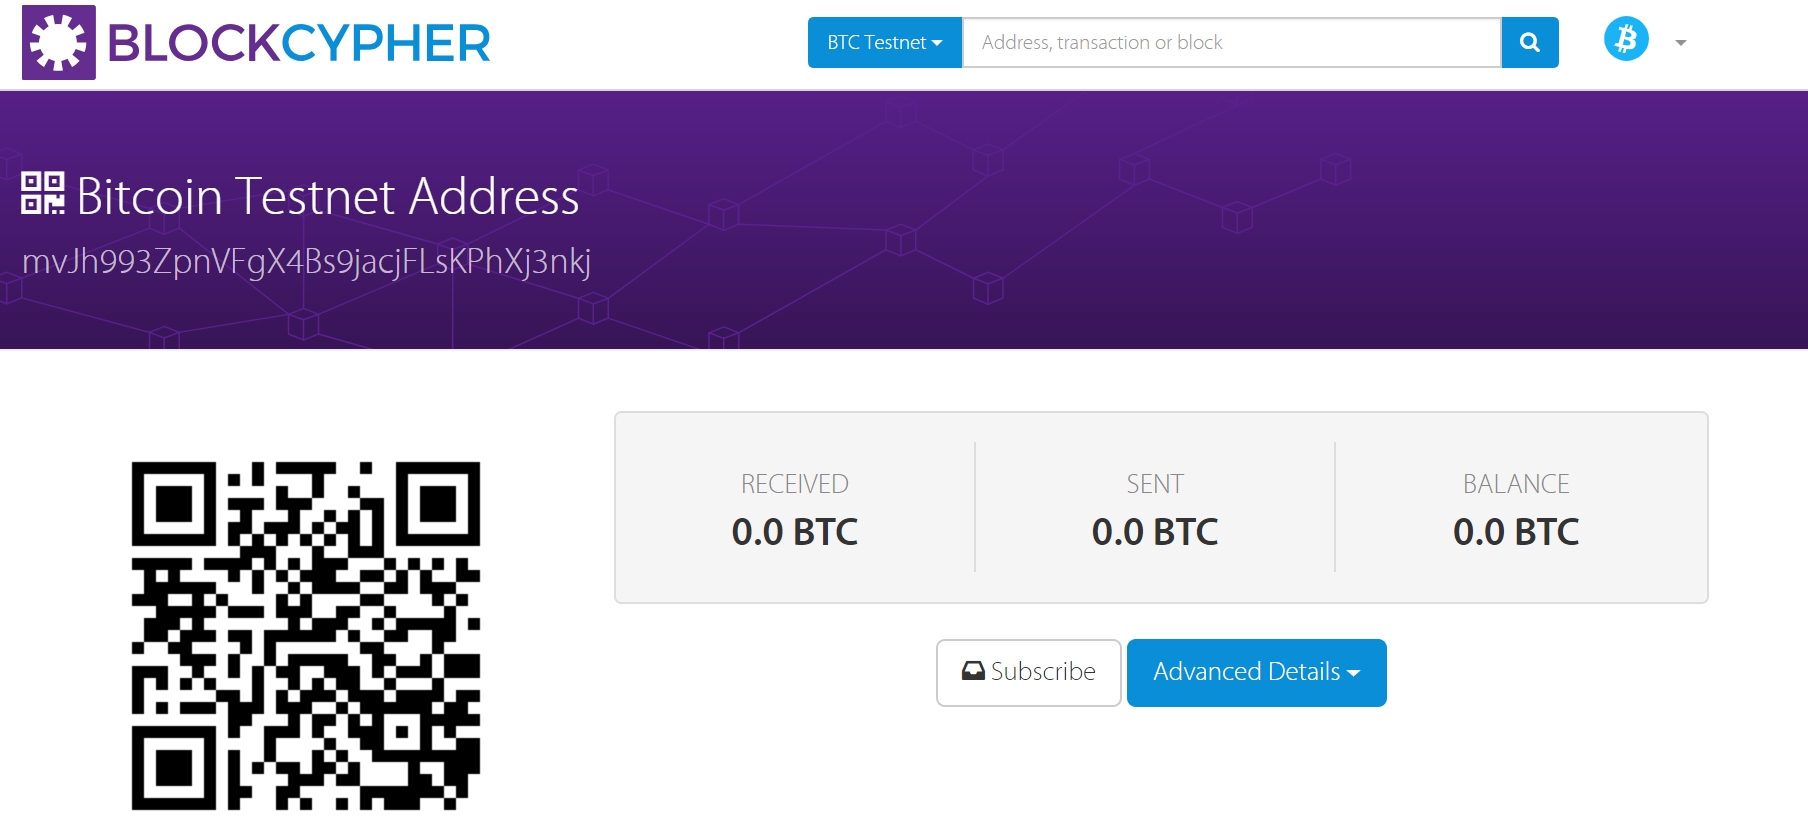 BLOCKCYPHER
BTC Testnet
Address, transaction or block
Bitcoin Testnet Address
mvJh993ZpnVFgX4Bs9jacjFLsKPhXj3nkj
RECEIVED
SENT
BALANCE
0.0 BTC
0.0 BTC
0.0 BTC
Subscribe
Advanced Details